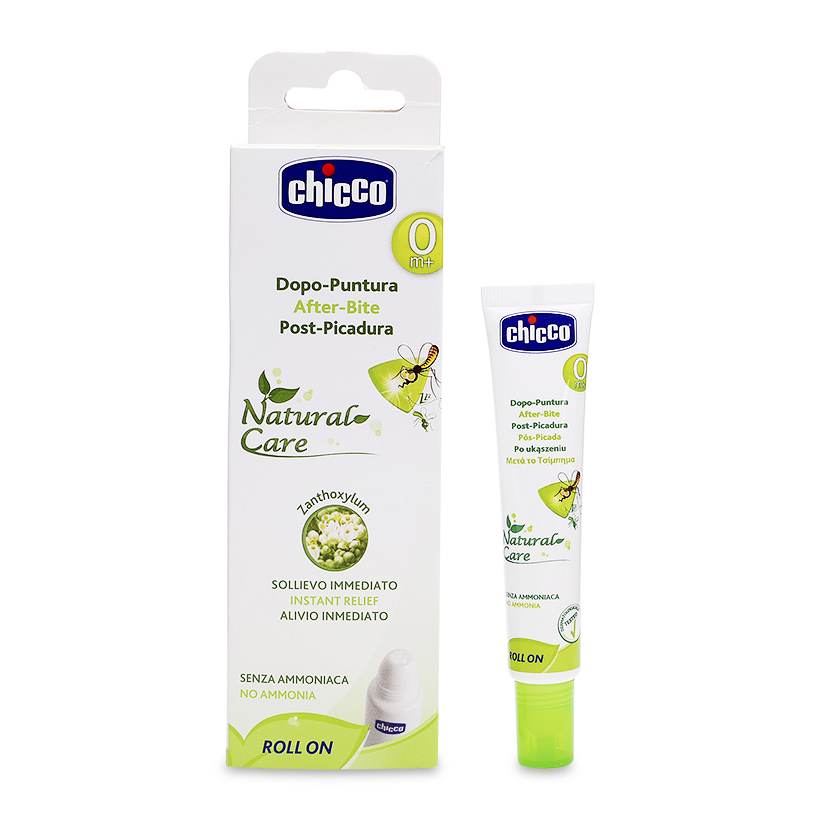 chicco
0
m+
Dopo-Puntura
After-Bite
Post-Picadura
Zzz
Natural
Care
Zanthoxylum
SOLLIEVO IMMEDIATO
INSTANT RELIEF
ALIVIO INMEDIATO
SENZA AMMONIACA
NO AMMONIA
chicco
ROLL ON
chicco
0
Dopo-Puntura
After-Bite
Post-Picadura
Pós-Picada
Po ukąszeniu
Μετά το Τσίμπημα
Natural
Care
SENZA AMMONIACA
NO AMMONIA
TESTED
ROLL ON